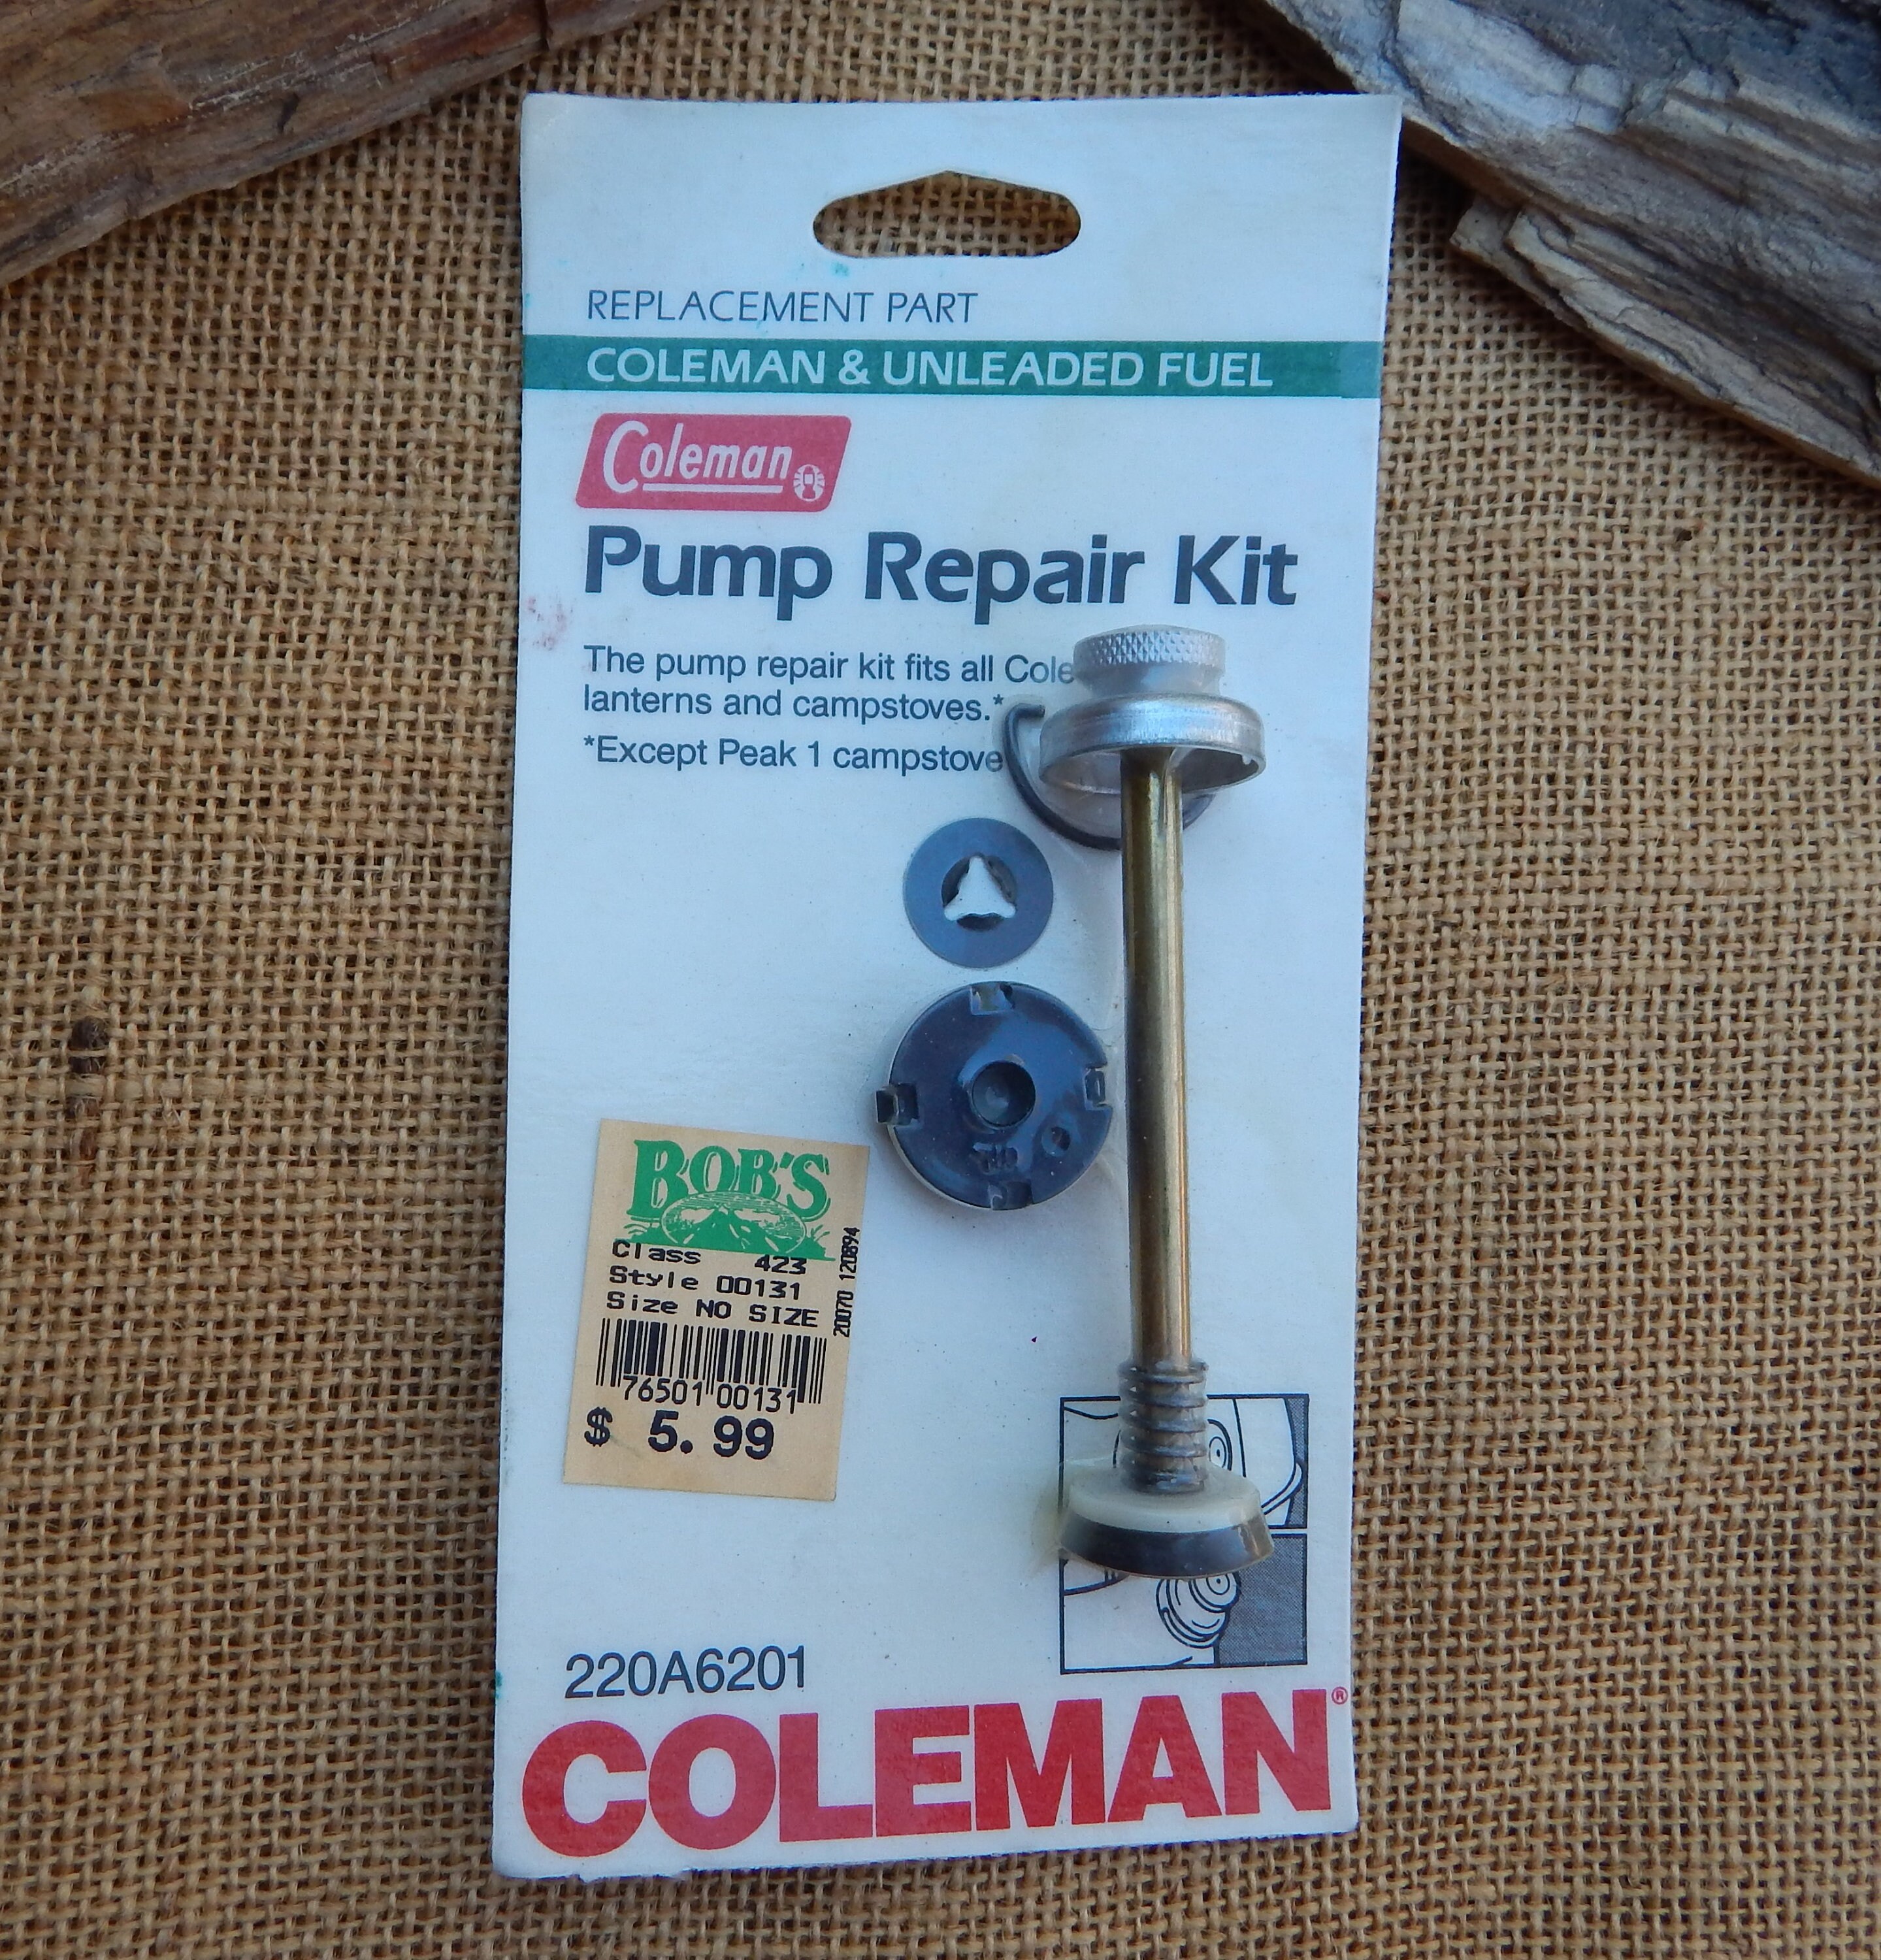 REPLACEMENT PART
COLEMAN & UNLEADED FUEL
Coleman
Pump Repair Kit
The pump repair kit fits all Cole
lanterns and campstoves.*
*Except Peak 1 campstove
BOB'S
Class 423
Style 00131
Size NO SIZE
20070 120894
76501 00131
$ 5.99
220A6201
COLEMAN®